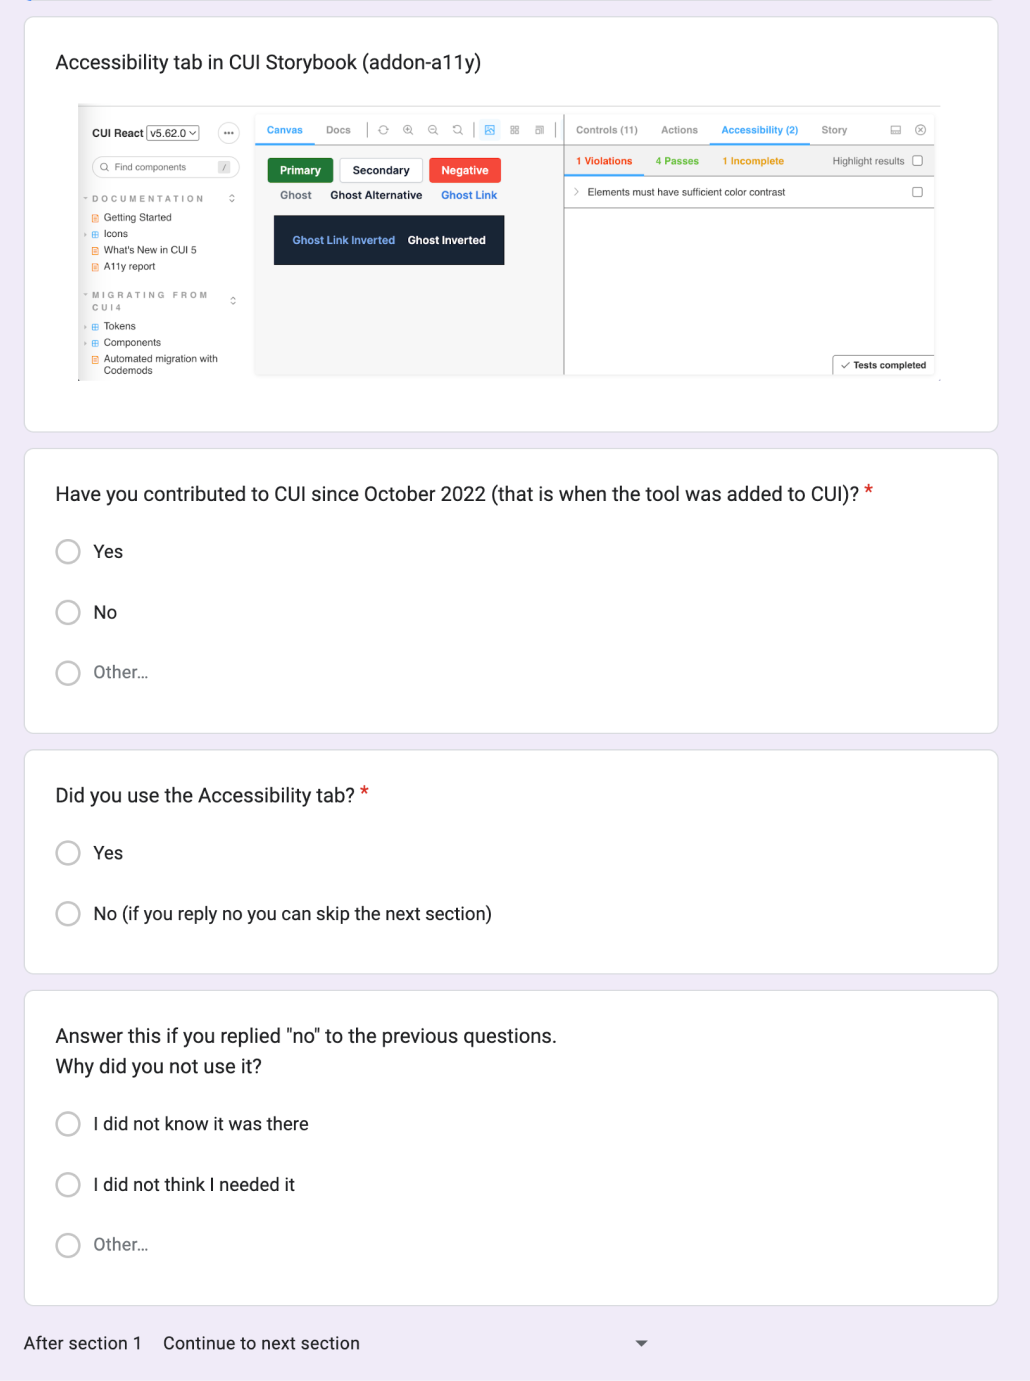 Accessibility tab in CUI Storybook (addon-a11y)
CUI React v5.62.0
Find components /
DOCUMENTATION
Getting Started
Icons
What's New in CUI 5
A11y report
MIGRATING FROM
CUI4
Tokens
Components
Automated migration with
Codemods
Canvas Docs
Primary Secondary Negative
Ghost Ghost Alternative Ghost Link
Ghost Link Inverted Ghost Inverted
Controls (11) Actions Accessibility (2) Story
1 Violations 4 Passes 1 Incomplete Highlight results
Elements must have sufficient color contrast
Tests completed
Have you contributed to CUI since October 2022 (that is when the tool was added to CUI)? *
Yes
No
Other...
Did you use the Accessibility tab? *
Yes
No (if you reply no you can skip the next section)
Answer this if you replied "no" to the previous questions.
Why did you not use it?
I did not know it was there
I did not think I needed it
Other...
After section 1 Continue to next section